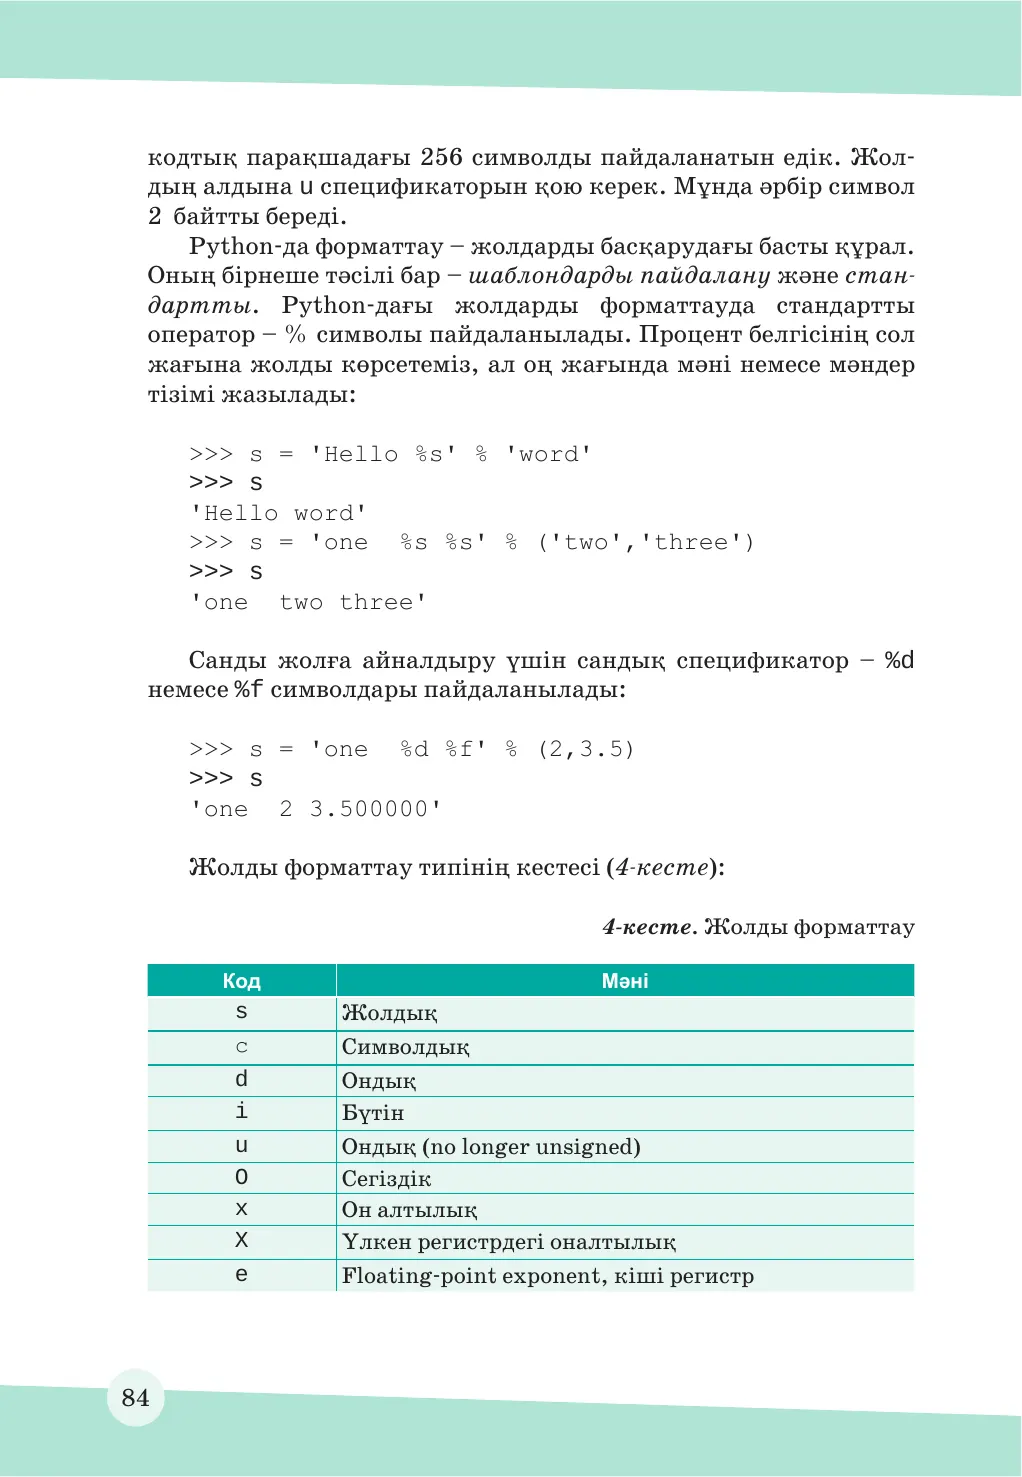 кодтық парақшадағы 256 символды пайдаланатын едік. Жол-
дың алдына u спецификаторын қою керек. Мұнда әрбір символ
2 байтты береді.
Python-да форматтау – жолдарды басқарудағы басты құрал.
Оның бірнеше тәсілі бар – шаблондарды пайдалану және стан-
дартты. Python-дағы жолдарды форматтауда стандартты
оператор – % символы пайдаланылады. Процент белгісінің сол
жағына жолды көрсетеміз, ал оң жағында мәні немесе мәндер
тізімі жазылады:
>>> s = 'Hello %s' % 'word'
>>> s
'Hello word'
>>> s = 'one  %s %s' % ('two','three')
>>> s
'one  two three'
Санды жолға айналдыру үшін сандық спецификатор – %d
немесе %f символдары пайдаланылады:
>>> s = 'one  %d %f' % (2,3.5)
>>> s
'one  2 3.500000'
Жолды форматтау типінің кестесі (4-кесте):
4-кесте. Жолды форматтау
Код Мәні
s Жолдық
c Символдық
d Ондық
i Бүтін
u Ондық (no longer unsigned)
O Сегіздік
x Он алтылық
X Үлкен регистрдегі оналтылық
e Floating-point exponent, кіші регистр
84